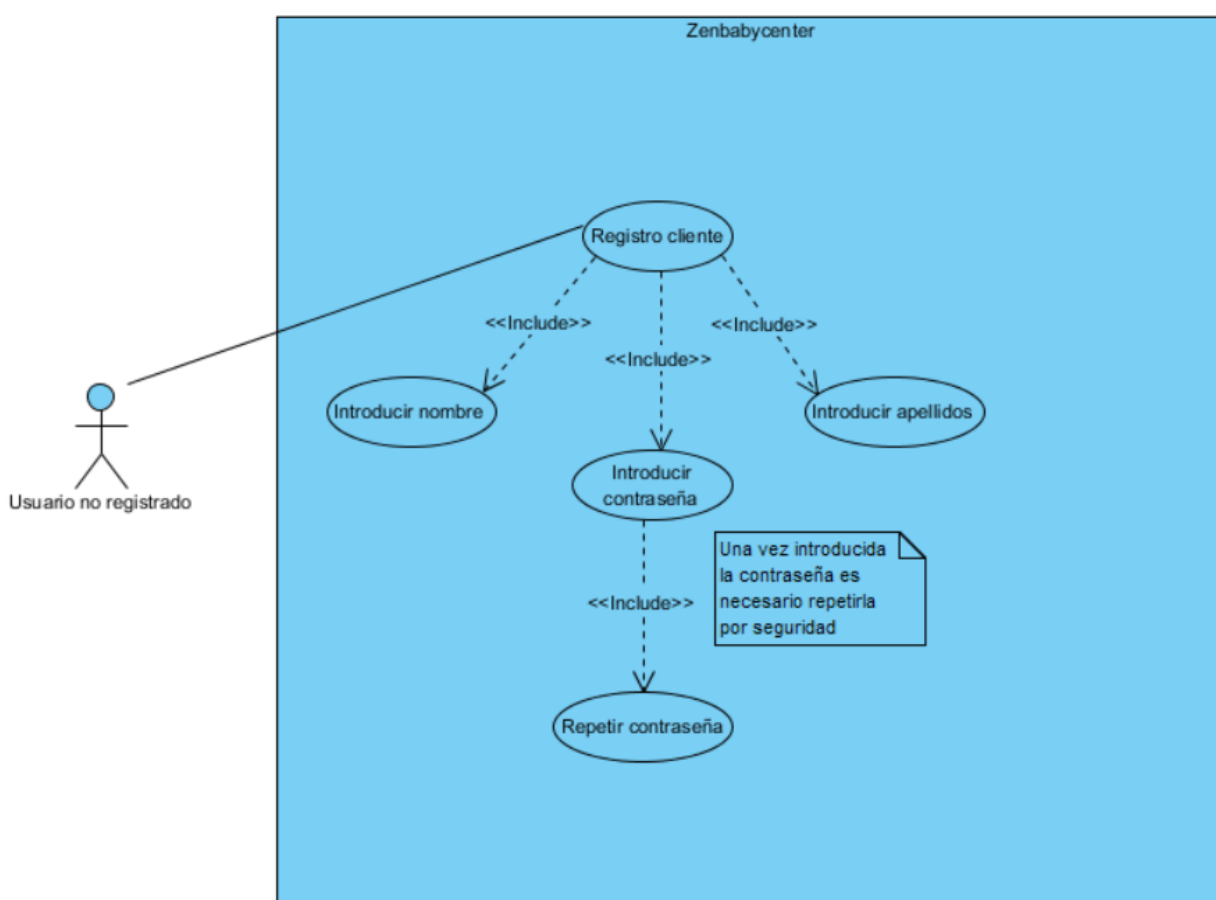 Zenbabycenter
Registro cliente
<<Include>>
<<Include>>
<<Include>>
Introducir nombre
Introducir apellidos
Introducir
contraseña
Usuario no registrado
Una vez introducida
la contraseña es
necesario repetirla
por seguridad
<<Include>>
Repetir contraseña